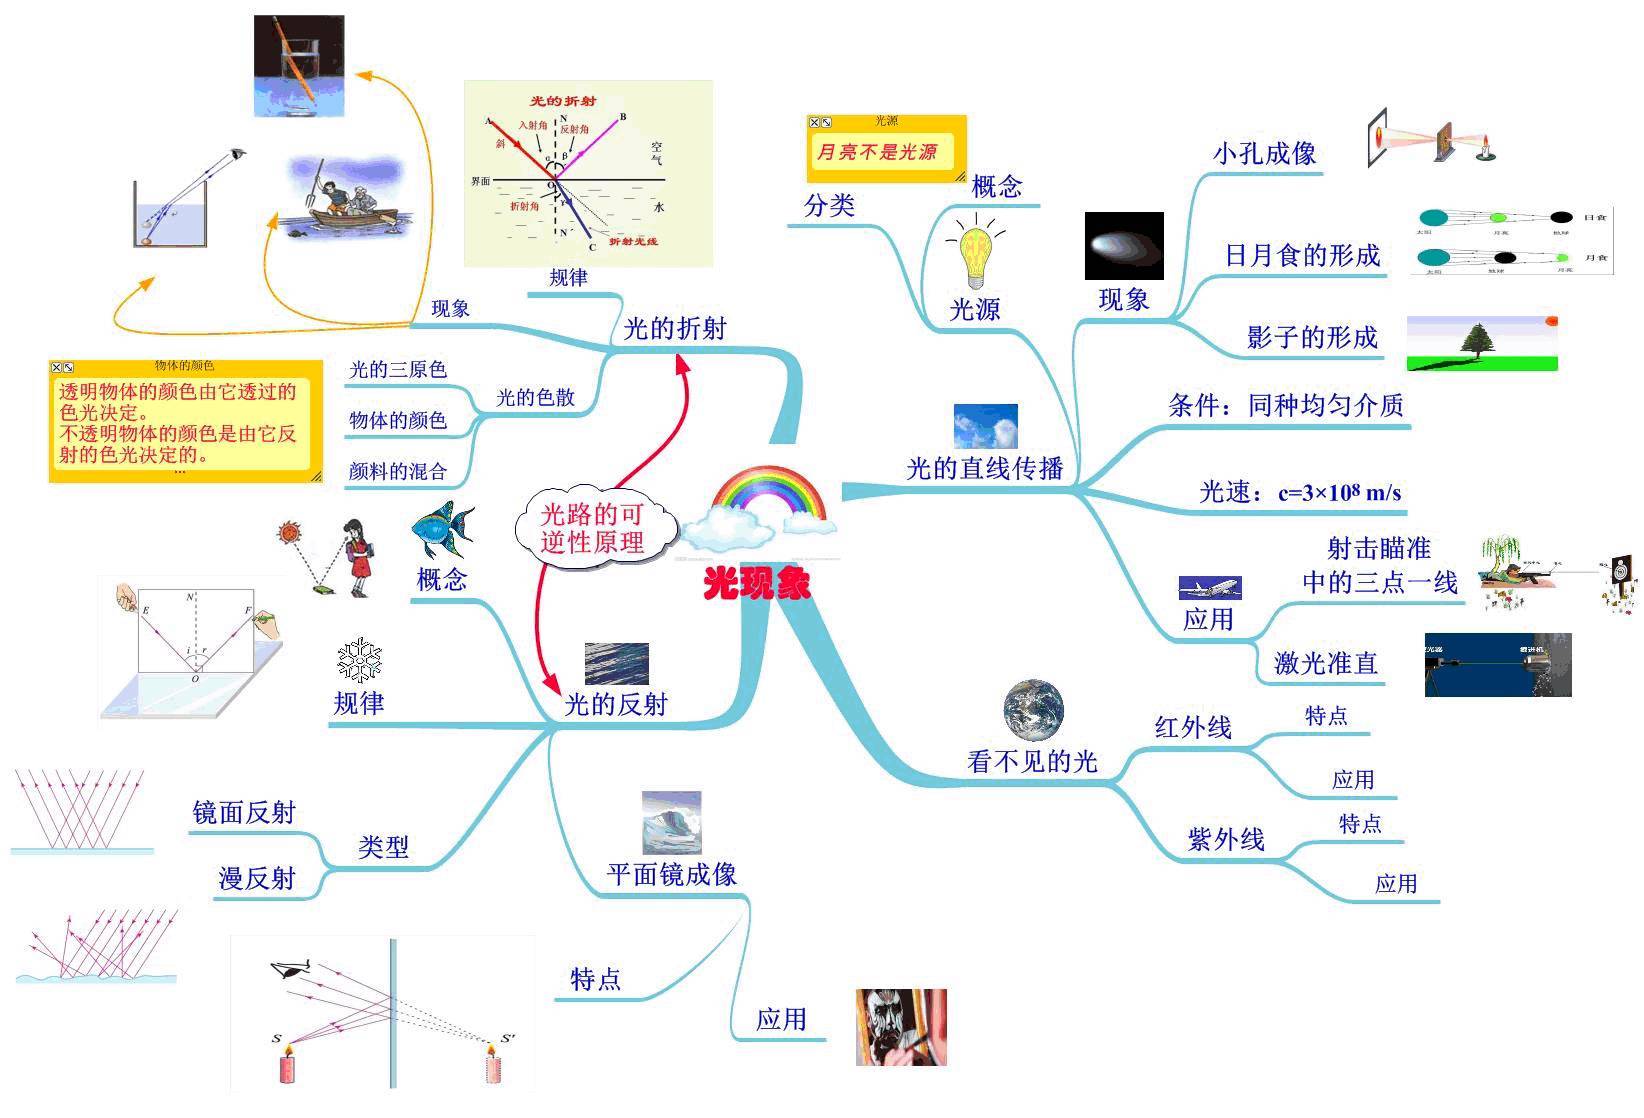 光的折射
A
N
B
入射角
反射角
斜
α
β
空
气
界面
O
水
折射角
γ
N
C
折射光线
规律
现象
光的折射
光的三原色
光的色散
物体的颜色
颜料的混合
物体的颜色
透明物体的颜色由它透过的
色光决定。
不透明物体的颜色是由它反
射的色光决定的。
...
光路的可
逆性原理
光现象
光源
月亮不是光源
分类
概念
光源
现象
小孔成像
日月食的形成
太阳
月亮
地球
日食
太阳
地球
月亮
月食
影子的形成
光的直线传播
条件：同种均匀介质
光速：c=3×10⁸ m/s
应用
射击瞄准
中的三点一线
激光准直
掘进机
看不见的光
红外线
特点
应用
紫外线
特点
应用
概念
E
N
F
i
r
O
规律
光的反射
镜面反射
类型
漫反射
平面镜成像
特点
应用
S
S'